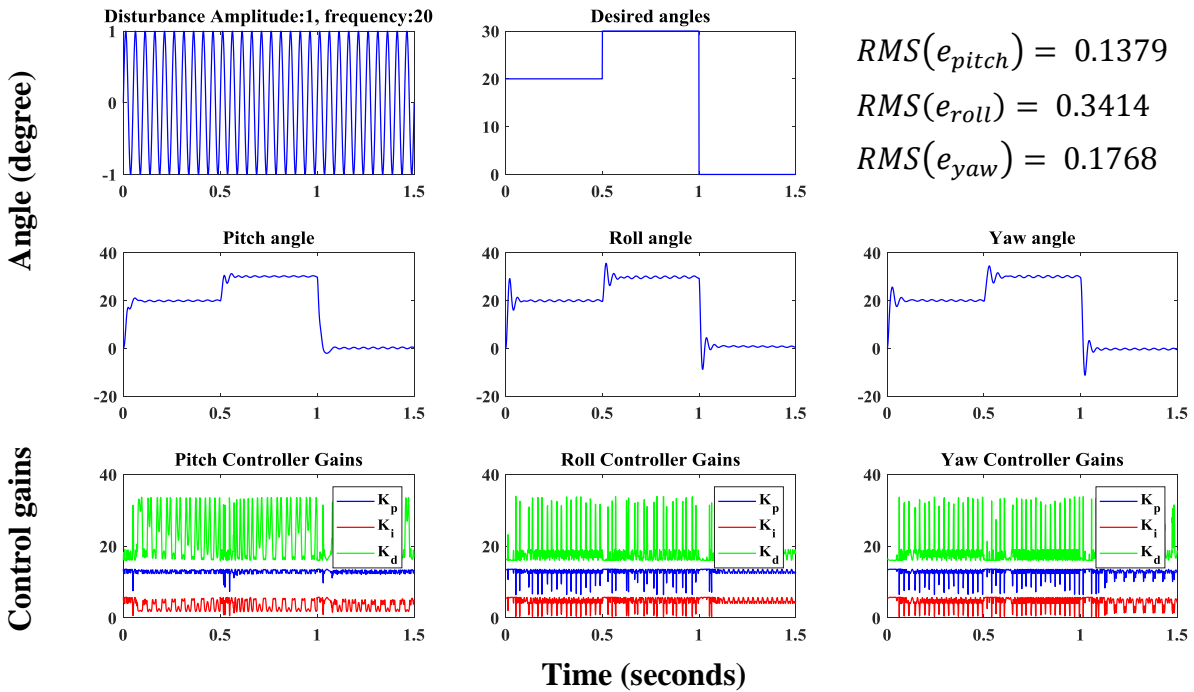 Disturbance Amplitude:1, frequency:20
1
0
-1
0
0.5
1
1.5
Desired angles
30
20
10
0
0
0.5
1
1.5
RMS(e_pitch) = 0.1379
RMS(e_roll) = 0.3414
RMS(e_yaw) = 0.1768
Angle (degree)
Pitch angle
40
20
0
-20
0
0.5
1
1.5
Roll angle
40
20
0
-20
0
0.5
1
1.5
Yaw angle
40
20
0
-20
0
0.5
1
1.5
Control gains
Pitch Controller Gains
40
20
0
0
0.5
1
1.5
K_p
K_i
K_d
Roll Controller Gains
40
20
0
0
0.5
1
1.5
K_p
K_i
K_d
Yaw Controller Gains
40
20
0
0
0.5
1
1.5
K_p
K_i
K_d
Time (seconds)